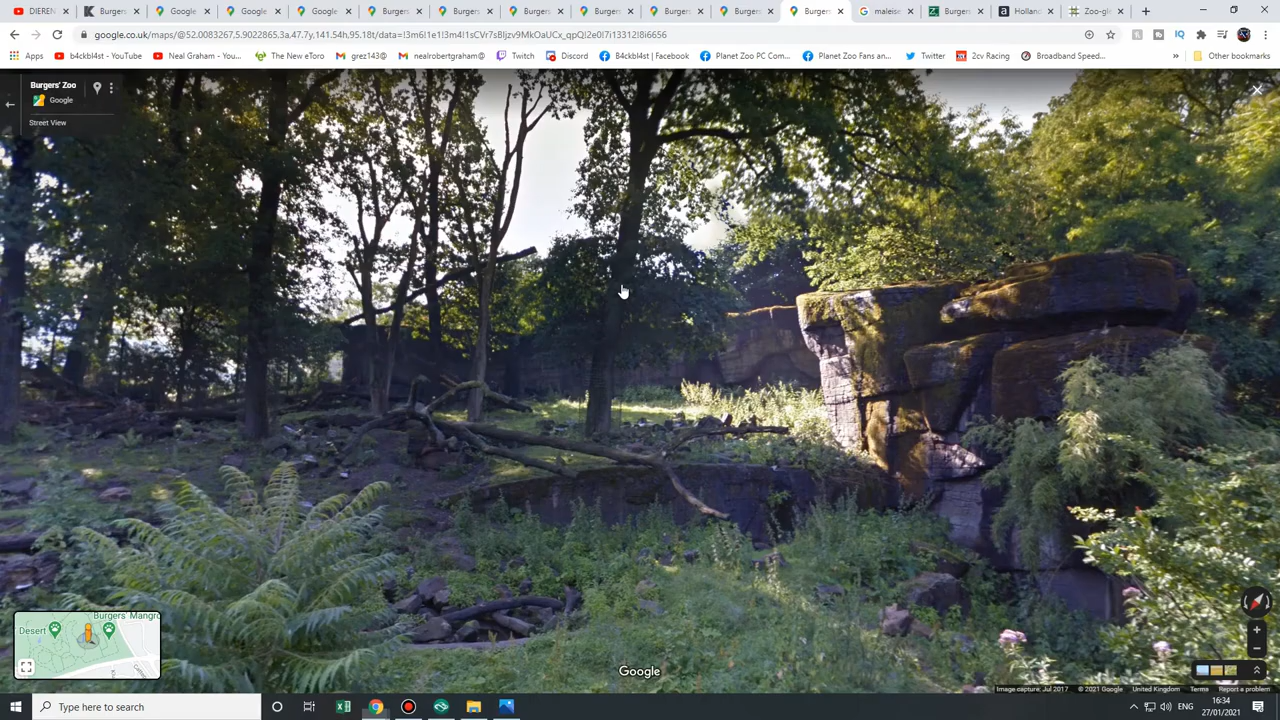 DIEREN
Burgers
Google
Google
Google
Burgers
Burgers
Burgers
Burgers
Burgers
Burgers
Burgers
maleise
Burgers
Holland
Zoo-gle
google.co.uk/maps/@52.0083267,5.9022865,3a,47.7y,141.54h,95.18t/data=!3m6!1e1!3m4!1sCVr7sBljzv9MkOaUCx_qpQ!2e0!7i13312!8i6656
Apps
b4ckbl4st - YouTube
Neal Graham - YouTu...
The New eToro
grez143@
nealrobertgraham@
Twitch
Discord
B4ckbl4st | Facebook
Planet Zoo PC Com...
Planet Zoo Fans and...
Twitter
2cv Racing
Broadband Speed...
»
Other bookmarks
Burgers' Zoo
Google
Street View
Burgers' Mangro
Desert
Google
Image capture: Jul 2017
© 2021 Google
United Kingdom
Terms
Report a problem
Type here to search
ENG
16:34
27/01/2021